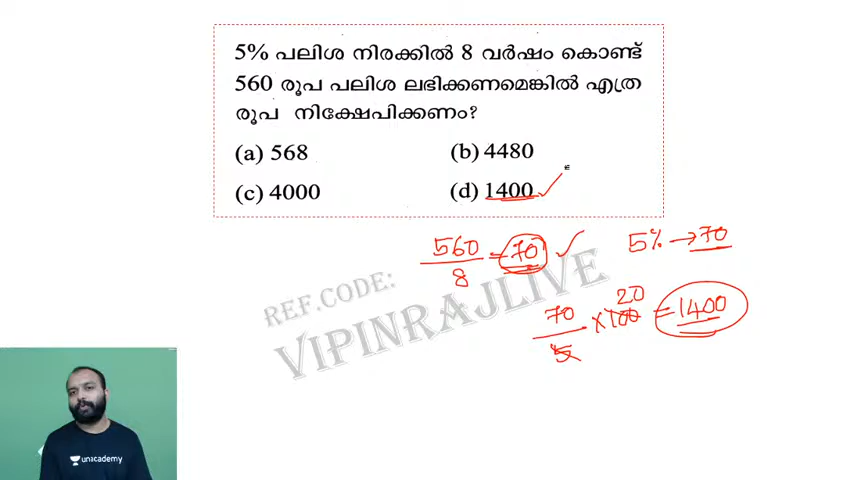 5% പലിശ നിരക്കിൽ 8 വർഷം കൊണ്ട്
560 രൂപ പലിശ ലഭിക്കണമെങ്കിൽ എത്ര
രൂപ നിക്ഷേപിക്കണം?
(a) 568 (b) 4480
(c) 4000 (d) 1400
560/8 = 70 5% → 70
70/5 × 100 20 = 1400
REF.CODE:
VIPINRAJLIVE
unacademy